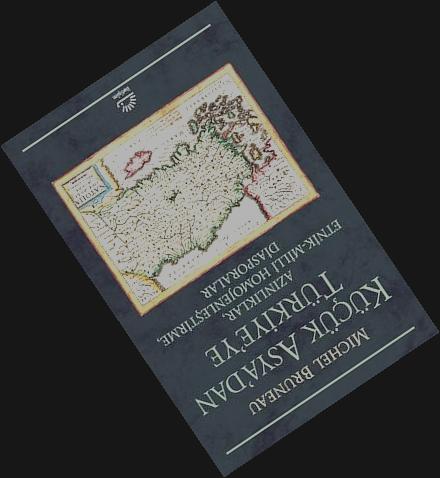 MICHEL BRUNEAU
KÜÇÜK ASYA'DAN
TÜRKİYE'YE
AZINLIKLAR
ETNİK-MİLLİ HOMOJENLEŞTİRME,
DİASPORALAR